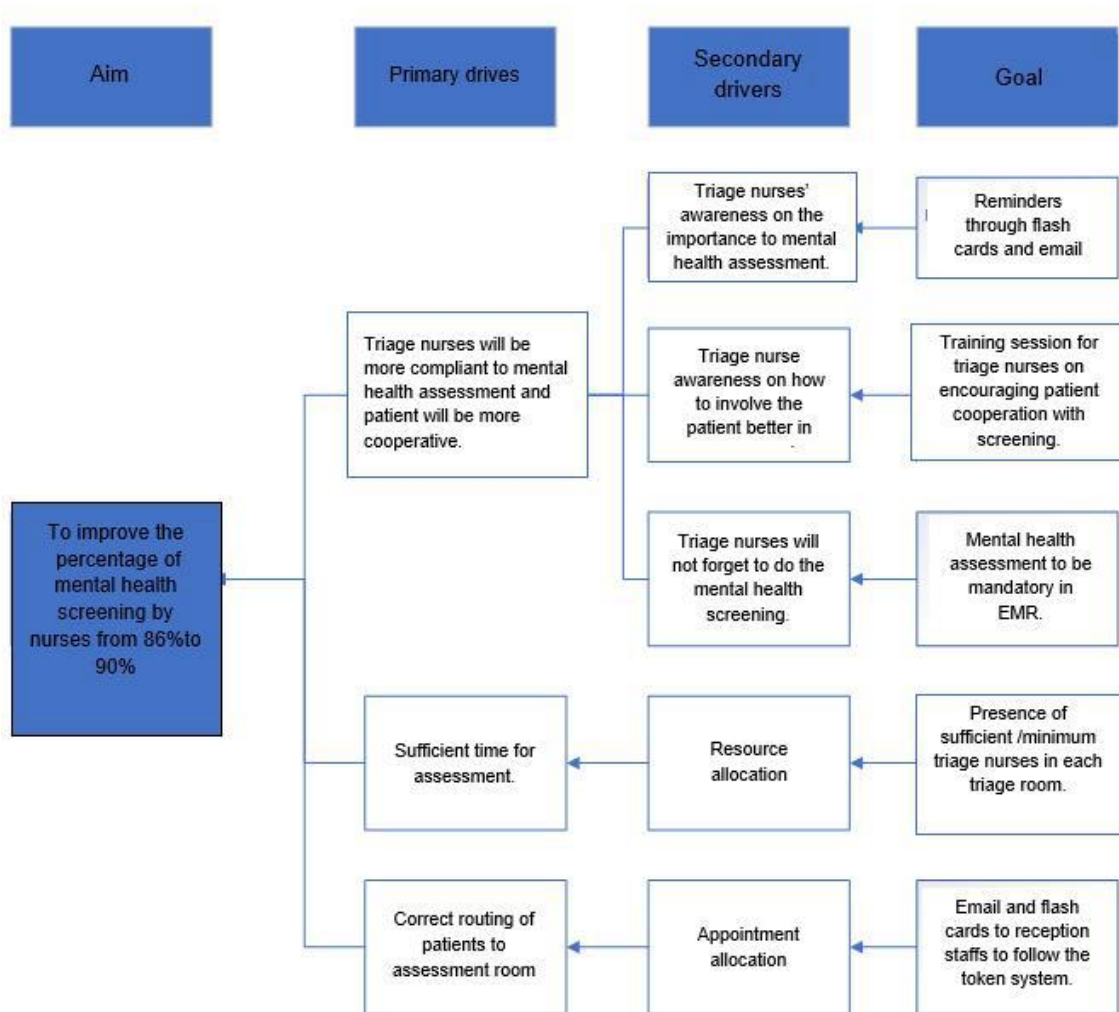 Aim
Primary drives
Secondary
drivers
Goal
Triage nurses’
awareness on the
importance to mental
health assessment.
Reminders
through flash
cards and email
Triage nurses will be
more compliant to mental
health assessment and
patient will be more
cooperative.
Triage nurse
awareness on how
to involve the
patient better in
Training session for
triage nurses on
encouraging patient
cooperation with
screening.
To improve the
percentage of
mental health
screening by
nurses from 86%to
90%
Triage nurses will
not forget to do the
mental health
screening.
Mental health
assessment to be
mandatory in
EMR.
Sufficient time for
assessment.
Resource
allocation
Presence of
sufficient /minimum
triage nurses in each
triage room.
Correct routing of
patients to
assessment room
Appointment
allocation
Email and flash
cards to reception
staffs to follow the
token system.